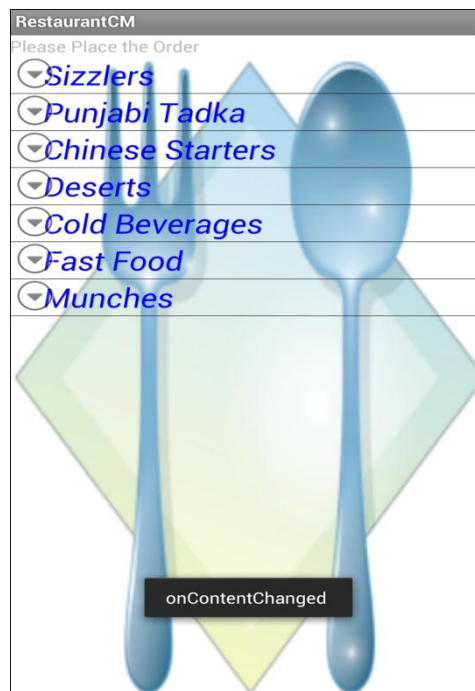 RestaurantCM
Please Place the Order
Sizzlers
Punjabi Tadka
Chinese Starters
Deserts
Cold Beverages
Fast Food
Munches
onContentChanged